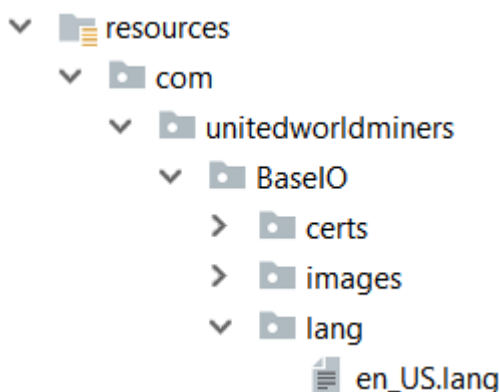 resources
com
unitedworldminers
BaseIO
certs
images
lang
en_US.lang